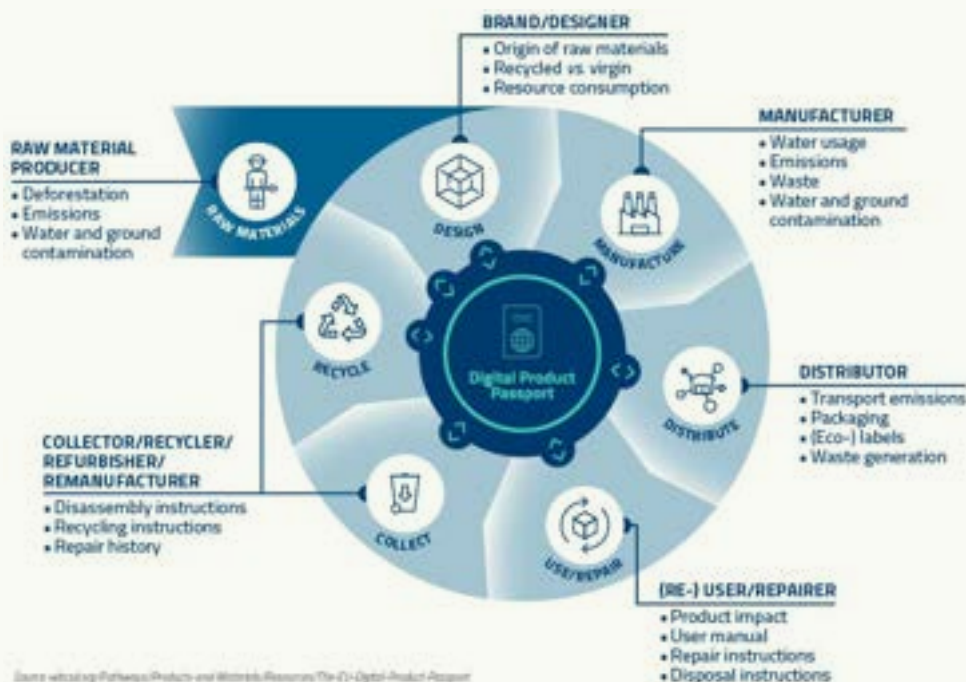 BRAND/DESIGNER
• Origin of raw materials
• Recycled vs. virgin
• Resource consumption
MANUFACTURER
• Water usage
• Emissions
• Waste
• Water and ground
contamination
RAW MATERIAL
PRODUCER
• Deforestation
• Emissions
• Water and ground
contamination
RAW MATERIALS
DESIGN
MANUFACTURE
RECYCLE
Digital Product
Passport
DISTRIBUTE
DISTRIBUTOR
• Transport emissions
• Packaging
• (Eco-) labels
• Waste generation
COLLECTOR/RECYCLER/
REFURBISHER/
REMANUFACTURER
• Disassembly instructions
• Recycling instructions
• Repair history
COLLECT
USE/REPAIR
(RE-) USER/REPAIRER
• Product impact
• User manual
• Repair instructions
• Disposal instructions